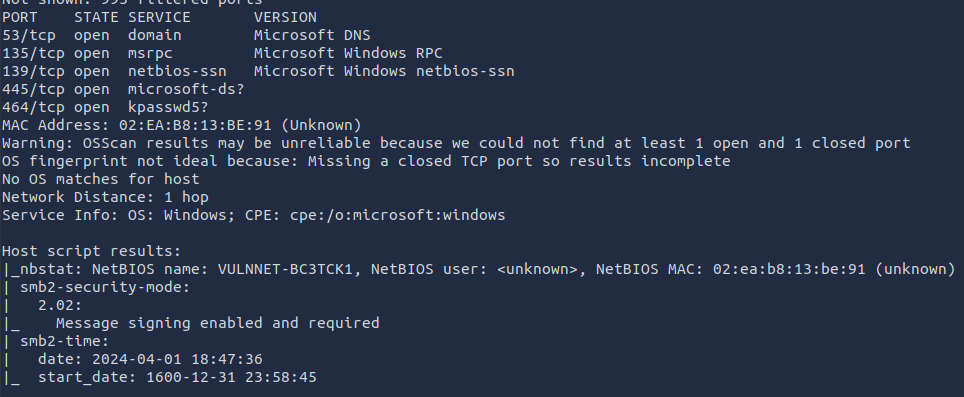 Not shown: 995 filtered ports
PORT    STATE SERVICE       VERSION
53/tcp  open  domain        Microsoft DNS
135/tcp open  msrpc         Microsoft Windows RPC
139/tcp open  netbios-ssn   Microsoft Windows netbios-ssn
445/tcp open  microsoft-ds?
464/tcp open  kpasswd5?
MAC Address: 02:EA:B8:13:BE:91 (Unknown)
Warning: OSScan results may be unreliable because we could not find at least 1 open and 1 closed port
OS fingerprint not ideal because: Missing a closed TCP port so results incomplete
No OS matches for host
Network Distance: 1 hop
Service Info: OS: Windows; CPE: cpe:/o:microsoft:windows

Host script results:
|_nbstat: NetBIOS name: VULNNET-BC3TCK1, NetBIOS user: <unknown>, NetBIOS MAC: 02:ea:b8:13:be:91 (unknown)
| smb2-security-mode:
|   2.02:
|_    Message signing enabled and required
| smb2-time:
|   date: 2024-04-01 18:47:36
|_  start_date: 1600-12-31 23:58:45